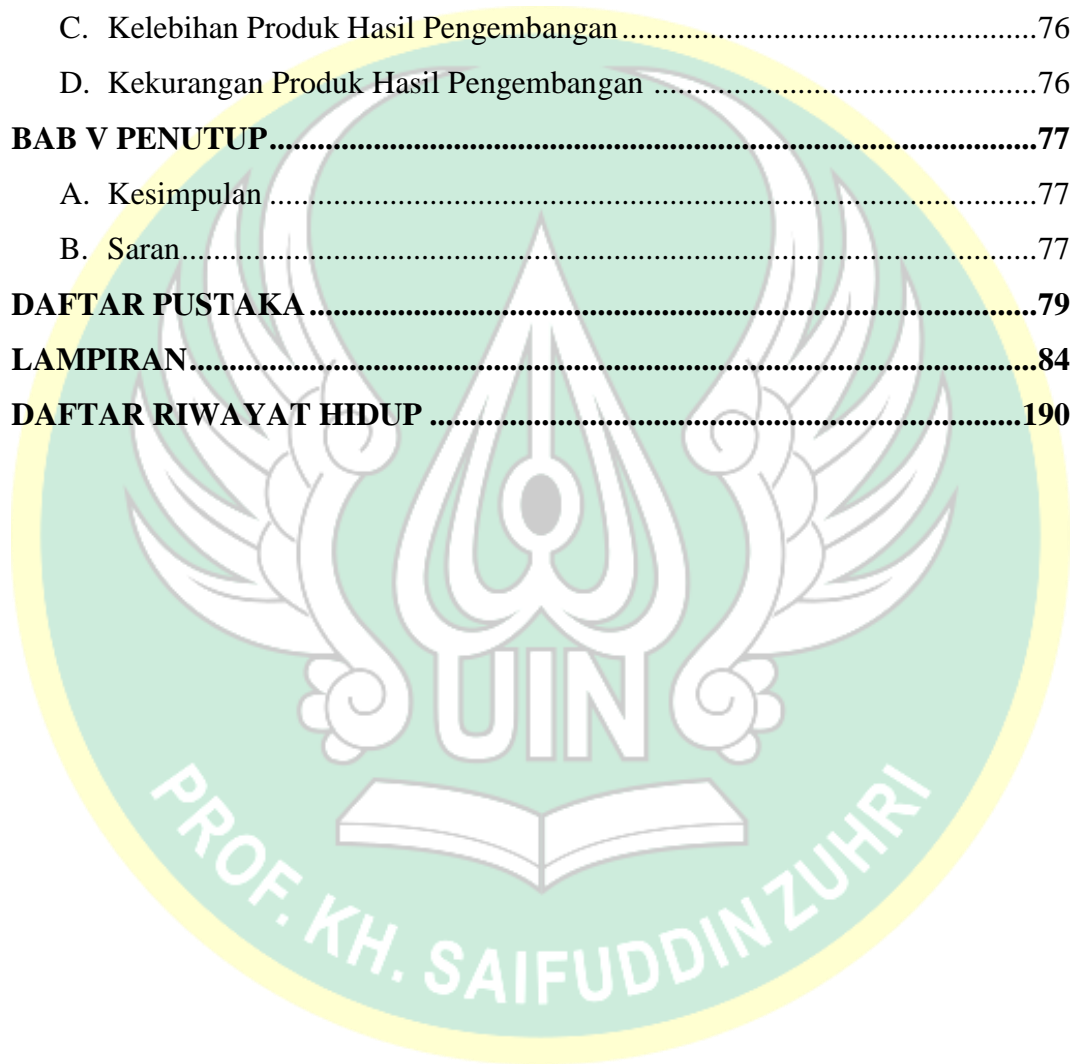 C. Kelebihan Produk Hasil Pengembangan.................................................76
D. Kekurangan Produk Hasil Pengembangan .............................................76
BAB V PENUTUP..........................................................................................77
A. Kesimpulan ............................................................................................77
B. Saran.......................................................................................................77
DAFTAR PUSTAKA .....................................................................................79
LAMPIRAN....................................................................................................84
DAFTAR RIWAYAT HIDUP .....................................................................190
UIN
PROF. KH. SAIFUDDIN ZUHRI